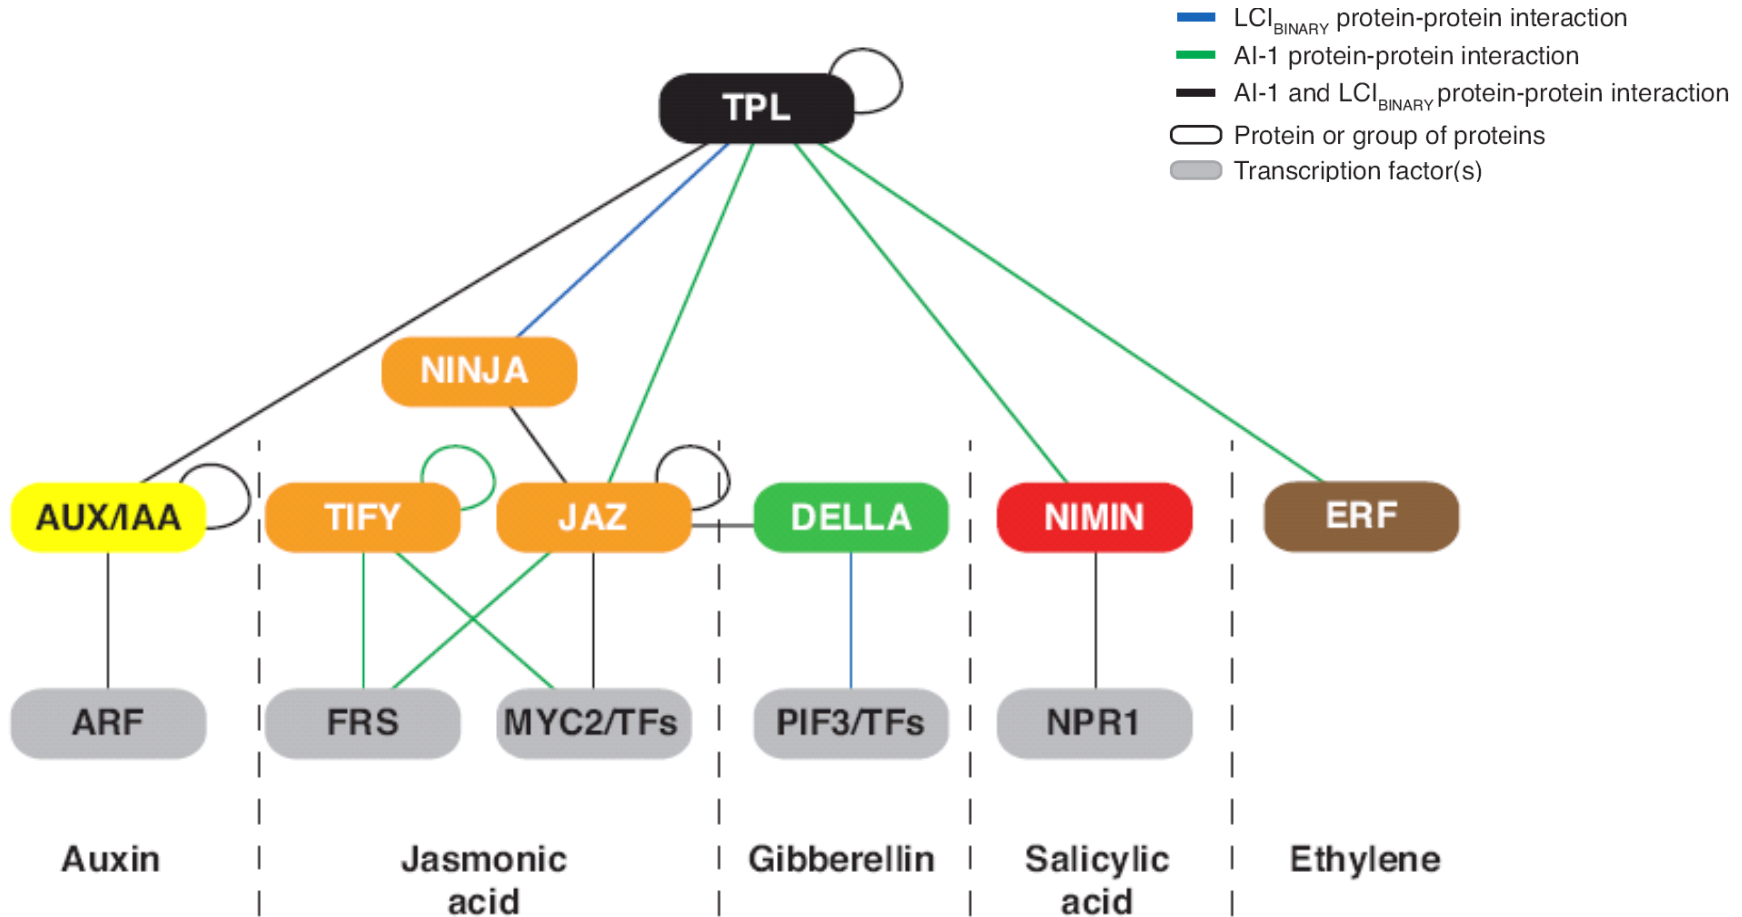 LCIBINARY protein-protein interaction
AI-1 protein-protein interaction
AI-1 and LCIBINARY protein-protein interaction
Protein or group of proteins
Transcription factor(s)
TPL
NINJA
AUX/IAA
TIFY
JAZ
DELLA
NIMIN
ERF
ARF
FRS
MYC2/TFs
PIF3/TFs
NPR1
Auxin
Jasmonic
acid
Gibberellin
Salicylic
acid
Ethylene